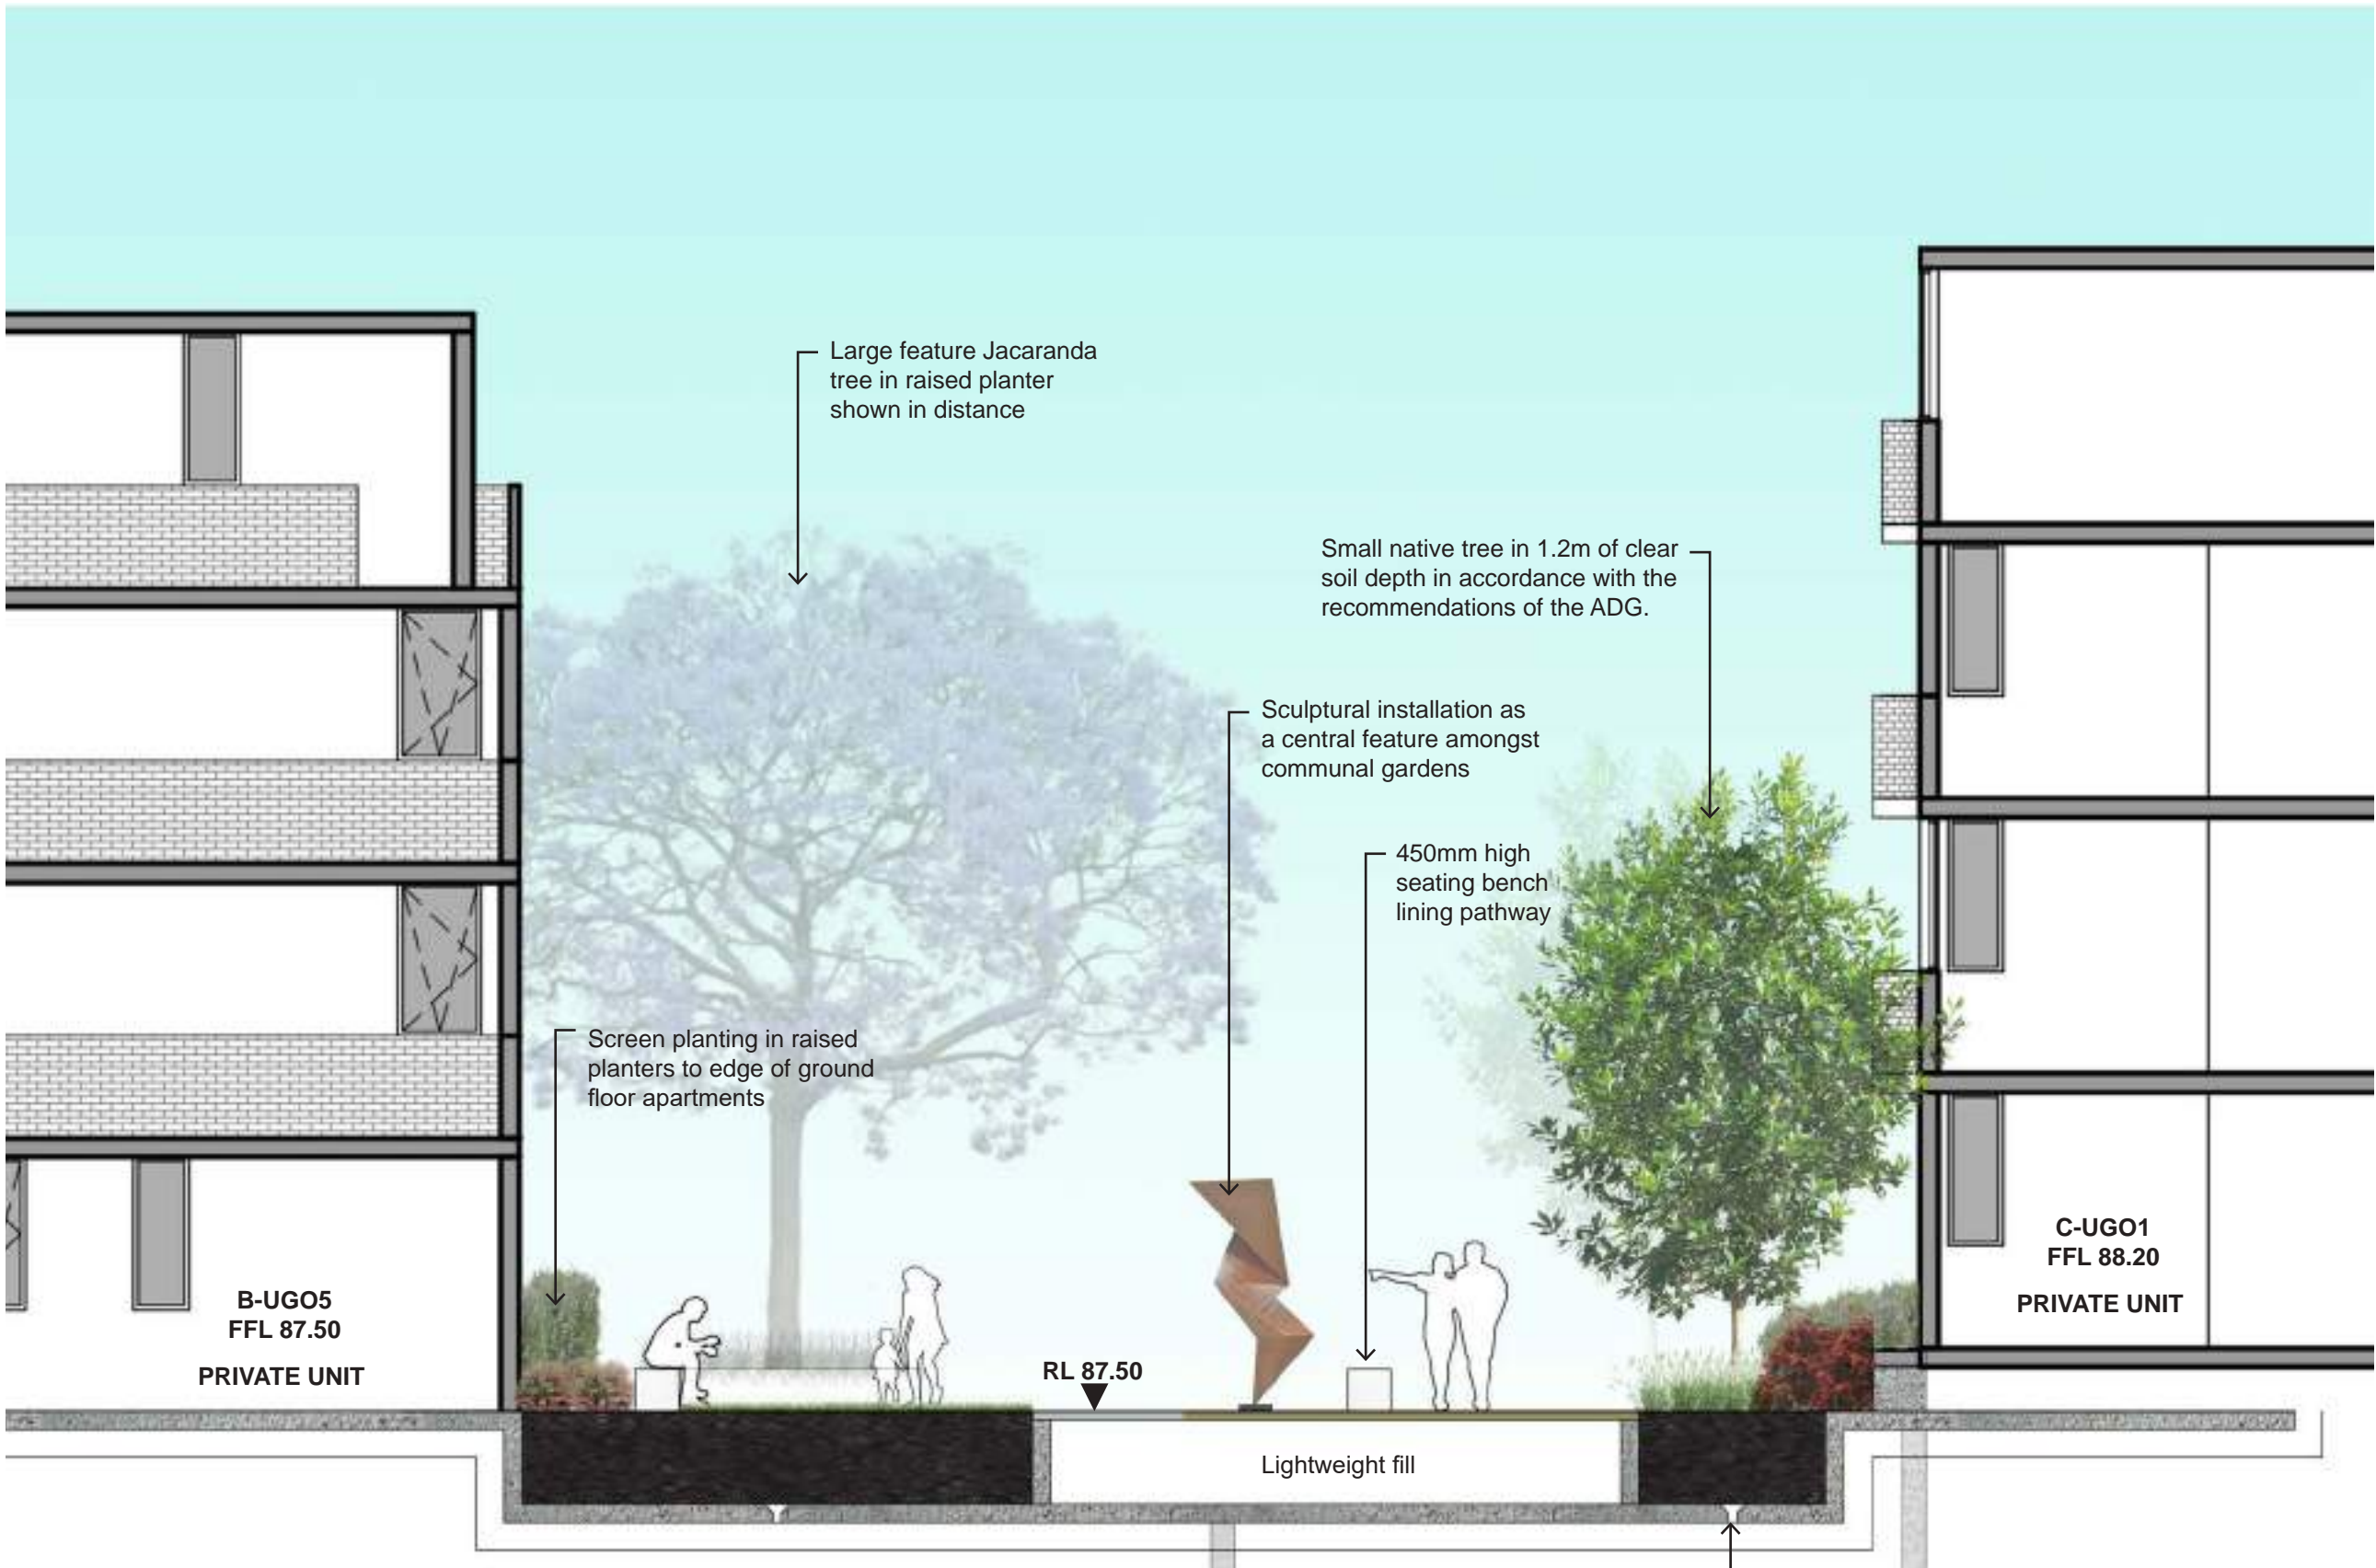 Large feature Jacaranda
tree in raised planter
shown in distance
Small native tree in 1.2m of clear
soil depth in accordance with the
recommendations of the ADG.
Sculptural installation as
a central feature amongst
communal gardens
450mm high
seating bench
lining pathway
Screen planting in raised
planters to edge of ground
floor apartments
B-UGO5
FFL 87.50
PRIVATE UNIT
C-UGO1
FFL 88.20
PRIVATE UNIT
RL 87.50
Lightweight fill